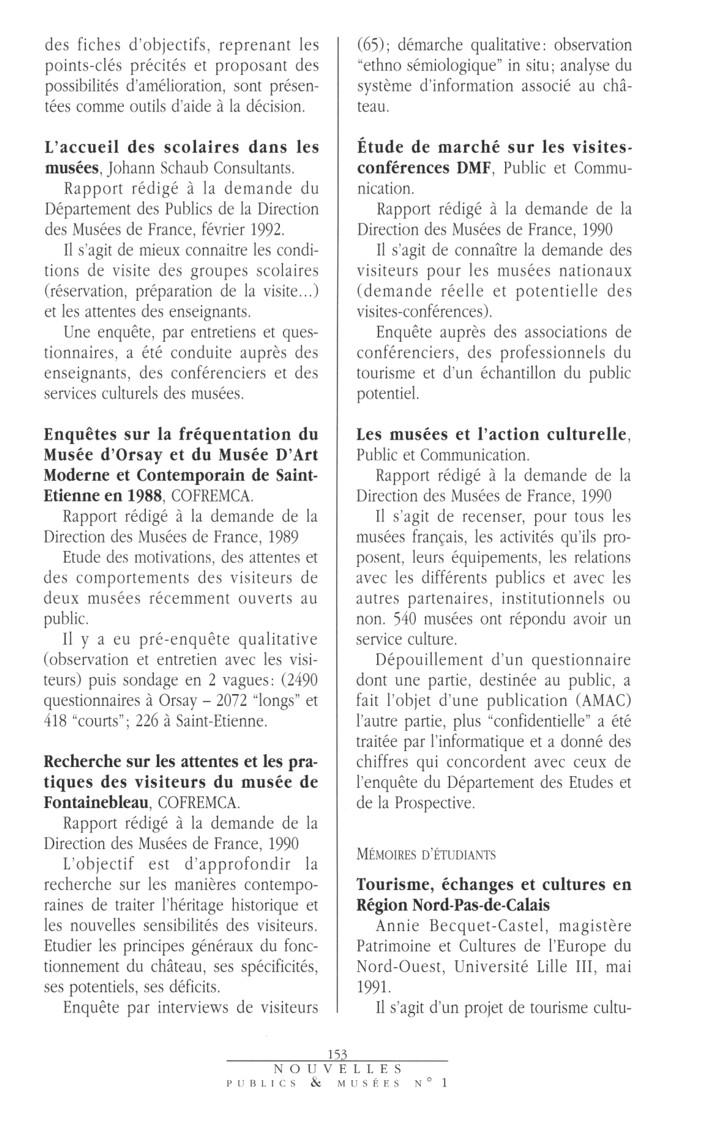 des fiches d'objectifs, reprenant les
points-clés précités et proposant des
possibilités d'amélioration, sont présen-
tées comme outils d'aide à la décision.
L'accueil des scolaires dans les
musées, Johann Schaub Consultants.
Rapport rédigé à la demande du
Département des Publics de la Direction
des Musées de France, février 1992.
Il s'agit de mieux connaitre les condi-
tions de visite des groupes scolaires
(réservation, préparation de la visite...)
et les attentes des enseignants.
Une enquête, par entretiens et ques-
tionnaires, a été conduite auprès des
enseignants, des conférenciers et des
services culturels des musées.
Enquêtes sur la fréquentation du
Musée d'Orsay et du Musée D'Art
Moderne et Contemporain de Saint-
Etienne en 1988, COFREMCA.
Rapport rédigé à la demande de la
Direction des Musées de France, 1989
Etude des motivations, des attentes et
des comportements des visiteurs de
deux musées récemment ouverts au
public.
Il y a eu pré-enquête qualitative
(observation et entretien avec les visi-
teurs) puis sondage en 2 vagues: (2490
questionnaires à Orsay – 2072 "longs" et
418 "courts"; 226 à Saint-Etienne.
Recherche sur les attentes et les pra-
tiques des visiteurs du musée de
Fontainebleau, COFREMCA.
Rapport rédigé à la demande de la
Direction des Musées de France, 1990
L'objectif est d'approfondir la
recherche sur les manières contempo-
raines de traiter l'héritage historique et
les nouvelles sensibilités des visiteurs.
Etudier les principes généraux du fonc-
tionnement du château, ses spécificités,
ses potentiels, ses déficits.
Enquête par interviews de visiteurs
(65); démarche qualitative: observation
"ethno sémiologique" in situ; analyse du
système d'information associé au châ-
teau.
Étude de marché sur les visites-
conférences DMF, Public et Commu-
nication.
Rapport rédigé à la demande de la
Direction des Musées de France, 1990
Il s'agit de connaître la demande des
visiteurs pour les musées nationaux
(demande réelle et potentielle des
visites-conférences).
Enquête auprès des associations de
conférenciers, des professionnels du
tourisme et d'un échantillon du public
potentiel.
Les musées et l'action culturelle,
Public et Communication.
Rapport rédigé à la demande de la
Direction des Musées de France, 1990
Il s'agit de recenser, pour tous les
musées français, les activités qu'ils pro-
posent, leurs équipements, les relations
avec les différents publics et avec les
autres partenaires, institutionnels ou
non. 540 musées ont répondu avoir un
service culture.
Dépouillement d'un questionnaire
dont une partie, destinée au public, a
fait l'objet d'une publication (AMAC)
l'autre partie, plus "confidentielle" a été
traitée par l'informatique et a donné des
chiffres qui concordent avec ceux de
l'enquête du Département des Etudes et
de la Prospective.
MÉMOIRES D'ÉTUDIANTS
Tourisme, échanges et cultures en
Région Nord-Pas-de-Calais
Annie Becquet-Castel, magistère
Patrimoine et Cultures de l'Europe du
Nord-Ouest, Université Lille III, mai
1991.
Il s'agit d'un projet de tourisme cultu-
153
NOUVELLES
PUBLICS & MUSÉES N° 1